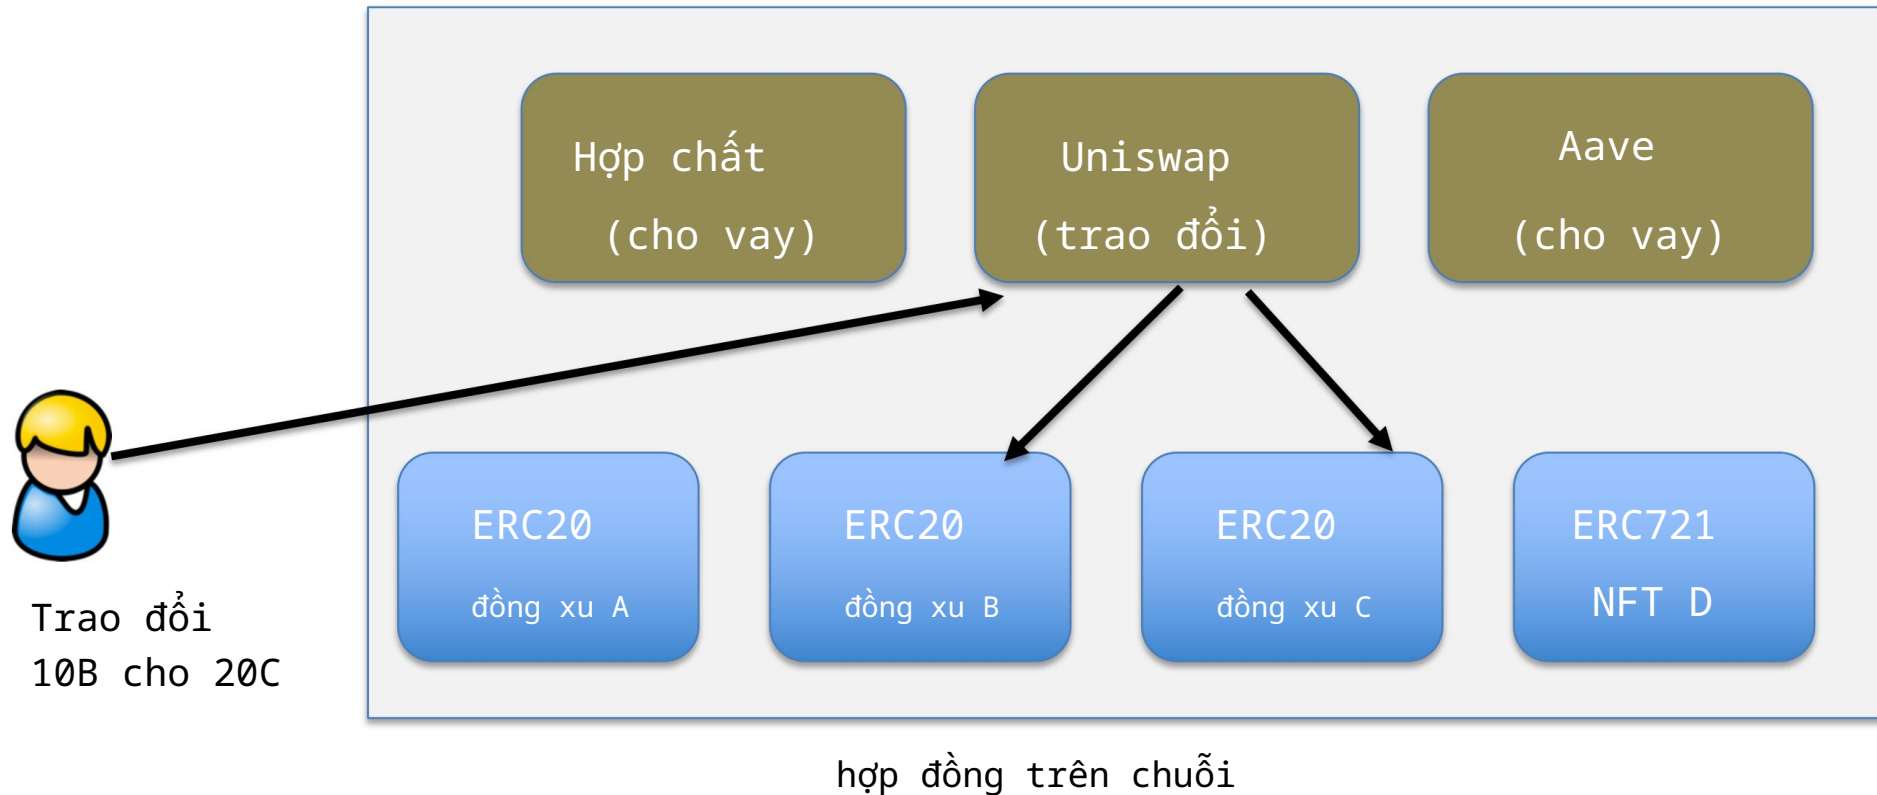 Hợp chất
(cho vay)
Uniswap
(trao đổi)
Aave
(cho vay)
ERC20
đồng xu A
ERC20
đồng xu B
ERC20
đồng xu C
ERC721
NFT D
Trao đổi
10B cho 20C
hợp đồng trên chuỗi